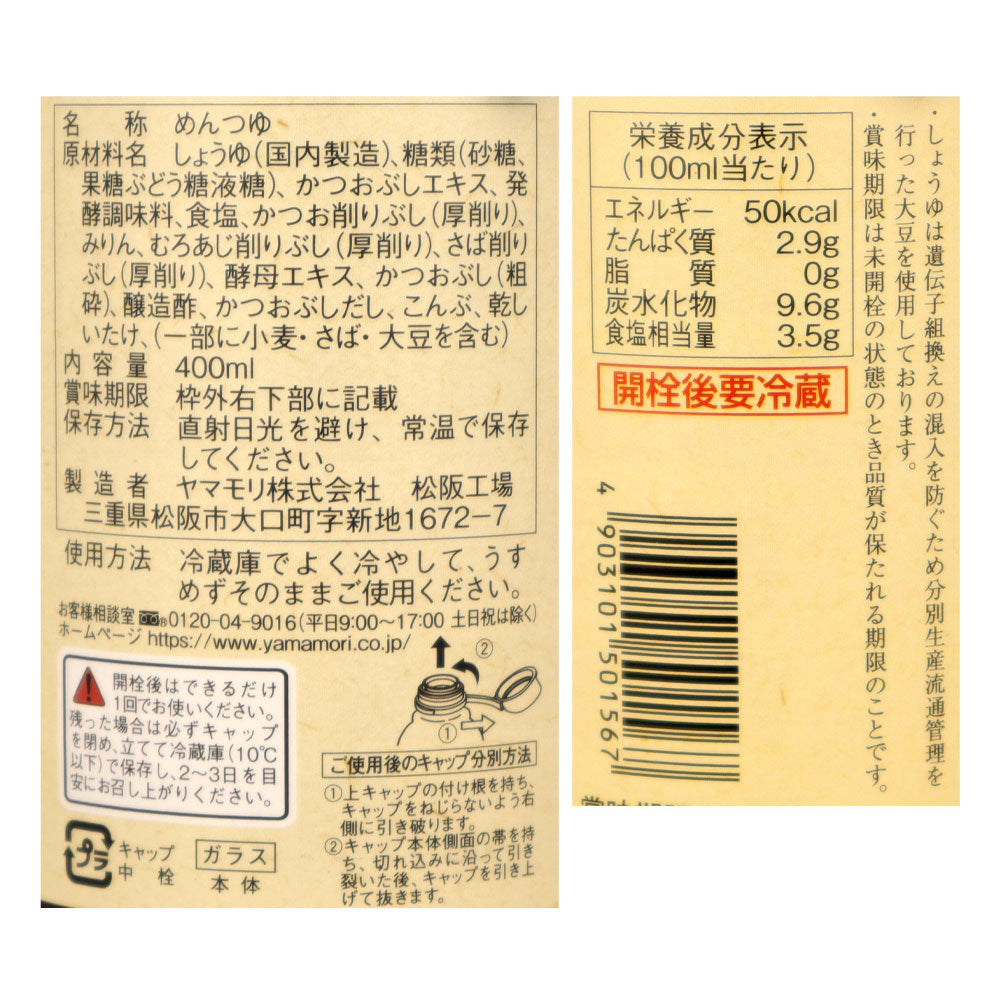 名称 めんつゆ
原材料名 しょうゆ(国内製造)、糖類(砂糖、
果糖ぶどう糖液糖)、かつおぶしエキス、発
酵調味料、食塩、かつお削りぶし(厚削り)、
みりん、むろあじ削りぶし(厚削り)、さば削り
ぶし(厚削り)、酵母エキス、かつおぶし(粗
砕)、醸造酢、かつおぶしだし、こんぶ、乾し
いたけ、(一部に小麦・さば・大豆を含む)
内容量 400ml
賞味期限 枠外右下部に記載
保存方法 直射日光を避け、常温で保存
してください。
製造者 ヤマモリ株式会社 松阪工場
三重県松阪市大口町字新地1672-7
使用方法 冷蔵庫でよく冷やして、うす
めずそのままご使用ください。
お客様相談室 0120-04-9016(平日9:00~17:00 土日祝は除く)
ホームページ https://www.yamamori.co.jp/
開栓後はできるだけ
1回でお使いください。
残った場合は必ずキャップ
を閉め、立てて冷蔵庫(10℃
以下)で保存し、2~3日を目
安にお召し上がりください。
プラ
キャップ
中栓
ガラス
本体
②
①
ご使用後のキャップ分別方法
①上キャップの付け根を持ち、
キャップをねじらないよう右
側に引き破ります。
②キャップ本体側面の帯を持
ち、切れ込みに沿って引き
裂いた後、キャップを引き上
げて抜きます。
栄養成分表示
(100ml当たり)
エネルギー 50kcal
たんぱく質 2.9g
脂質 0g
炭水化物 9.6g
食塩相当量 3.5g
開栓後要冷蔵
4 903101 501567
・しょうゆは遺伝子組換えの混入を防ぐため分別生産流通管理を
行った大豆を使用しております。
・賞味期限は未開栓の状態のとき品質が保たれる期限のことです。